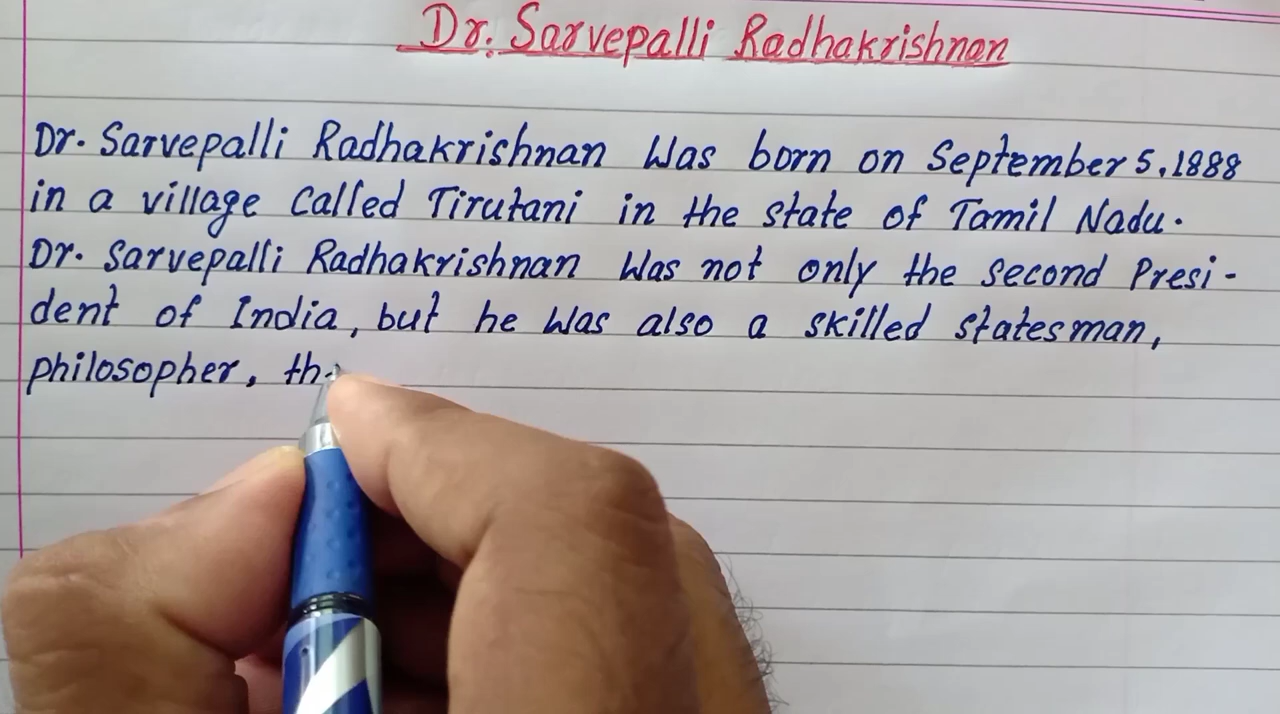 Dr. Sarvepalli Radhakrishnan
Dr. Sarvepalli Radhakrishnan was born on September 5, 1888
in a village called Tirutani in the state of Tamil Nadu.
Dr. Sarvepalli Radhakrishnan was not only the second Presi-
dent of India, but he was also a skilled statesman,
philosopher, th